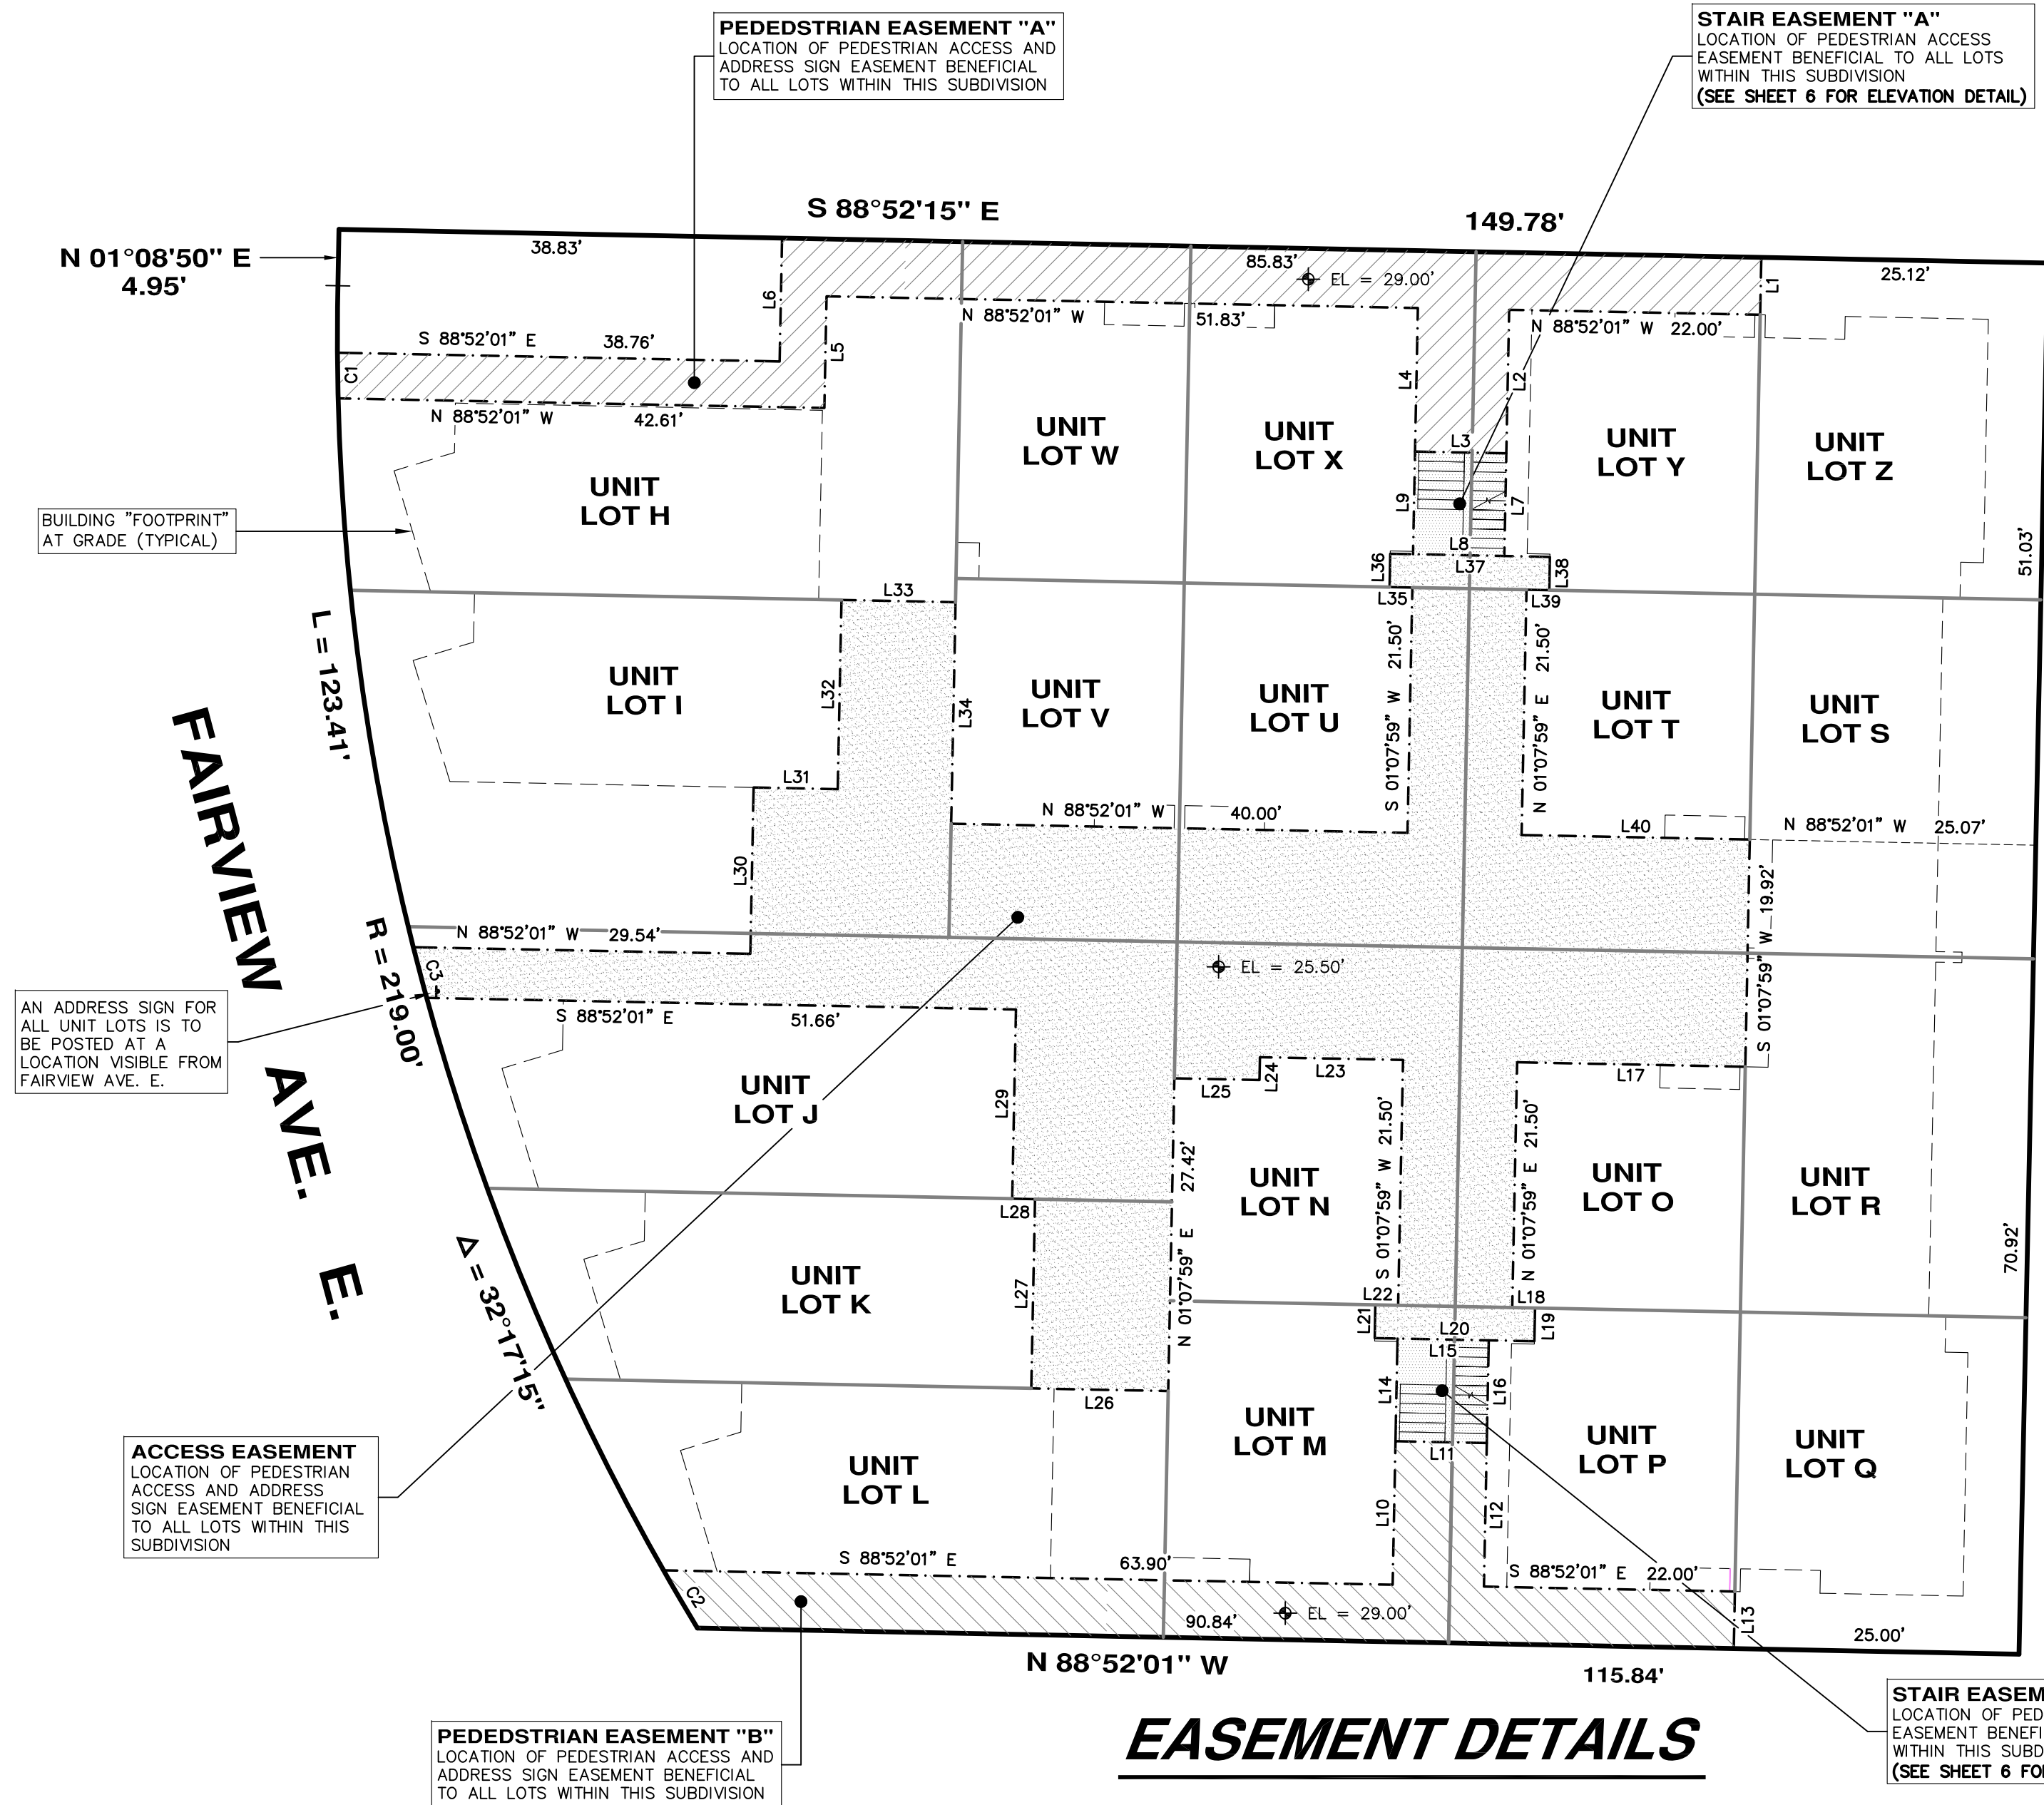 PEDEDSTRIAN EASEMENT "A"
LOCATION OF PEDESTRIAN ACCESS AND
ADDRESS SIGN EASEMENT BENEFICIAL
TO ALL LOTS WITHIN THIS SUBDIVISION
STAIR EASEMENT "A"
LOCATION OF PEDESTRIAN ACCESS
EASEMENT BENEFICIAL TO ALL LOTS
WITHIN THIS SUBDIVISION
(SEE SHEET 6 FOR ELEVATION DETAIL)
S 88°52'15" E
149.78'
N 01°08'50" E
4.95'
38.83'
85.83'
EL = 29.00'
25.12'
L6
L1
N 88°52'01" W
51.83'
N 88°52'01" W 22.00'
S 88°52'01" E
38.76'
L5
C1
L4
L2
N 88°52'01" W
42.61'
L3
UNIT
LOT W
UNIT
LOT X
UNIT
LOT Y
UNIT
LOT Z
UNIT
LOT H
BUILDING "FOOTPRINT"
AT GRADE (TYPICAL)
L9
L7
L8
L36
L37
L38
51.03'
L33
L35
L39
L = 123.41'
UNIT
LOT I
L32
L34
UNIT
LOT V
UNIT
LOT U
S 01°07'59" W 21.50'
N 01°07'59" E 21.50'
UNIT
LOT T
UNIT
LOT S
L31
N 88°52'01" W
40.00'
L40
N 88°52'01" W 25.07'
L30
S 01°07'59" W 19.92'
FAIRVIEW AVE. E.
R = 219.00'
N 88°52'01" W
29.54'
C3
EL = 25.50'
AN ADDRESS SIGN FOR
ALL UNIT LOTS IS TO
BE POSTED AT A
LOCATION VISIBLE FROM
FAIRVIEW AVE. E.
S 88°52'01" E
51.66'
L25
L24
L23
L17
UNIT
LOT J
L29
27.42'
N 01°07'59" E
UNIT
LOT N
S 01°07'59" W 21.50'
N 01°07'59" E 21.50'
UNIT
LOT O
UNIT
LOT R
70.92'
L28
Δ = 32°17'15"
UNIT
LOT K
L27
L22
L18
L21
L20
L19
L15
L26
L14
L16
ACCESS EASEMENT
LOCATION OF PEDESTRIAN
ACCESS AND ADDRESS
SIGN EASEMENT BENEFICIAL
TO ALL LOTS WITHIN THIS
SUBDIVISION
UNIT
LOT L
UNIT
LOT M
L11
UNIT
LOT P
UNIT
LOT Q
L10
L12
S 88°52'01" E
63.90'
S 88°52'01" E 22.00'
C2
90.84'
EL = 29.00'
L13
25.00'
N 88°52'01" W
115.84'
PEDEDSTRIAN EASEMENT "B"
LOCATION OF PEDESTRIAN ACCESS AND
ADDRESS SIGN EASEMENT BENEFICIAL
TO ALL LOTS WITHIN THIS SUBDIVISION
EASEMENT DETAILS
STAIR EASEM
LOCATION OF PED
EASEMENT BENEFI
WITHIN THIS SUBD
(SEE SHEET 6 FO